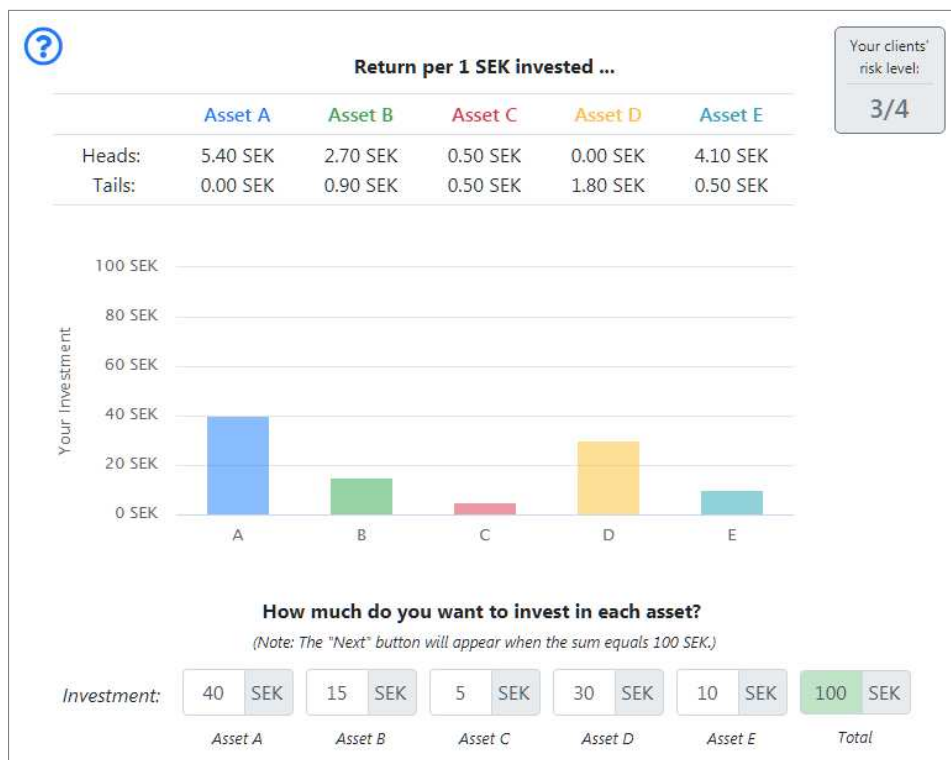 ?
Your clients'
risk level:
3/4
Return per 1 SEK invested ...
Asset A Asset B Asset C Asset D Asset E
Heads: 5.40 SEK 2.70 SEK 0.50 SEK 0.00 SEK 4.10 SEK
Tails: 0.00 SEK 0.90 SEK 0.50 SEK 1.80 SEK 0.50 SEK
Your Investment
100 SEK
80 SEK
60 SEK
40 SEK
20 SEK
0 SEK
A B C D E
How much do you want to invest in each asset?
(Note: The "Next" button will appear when the sum equals 100 SEK.)
Investment: 40 SEK 15 SEK 5 SEK 30 SEK 10 SEK 100 SEK
Asset A Asset B Asset C Asset D Asset E Total